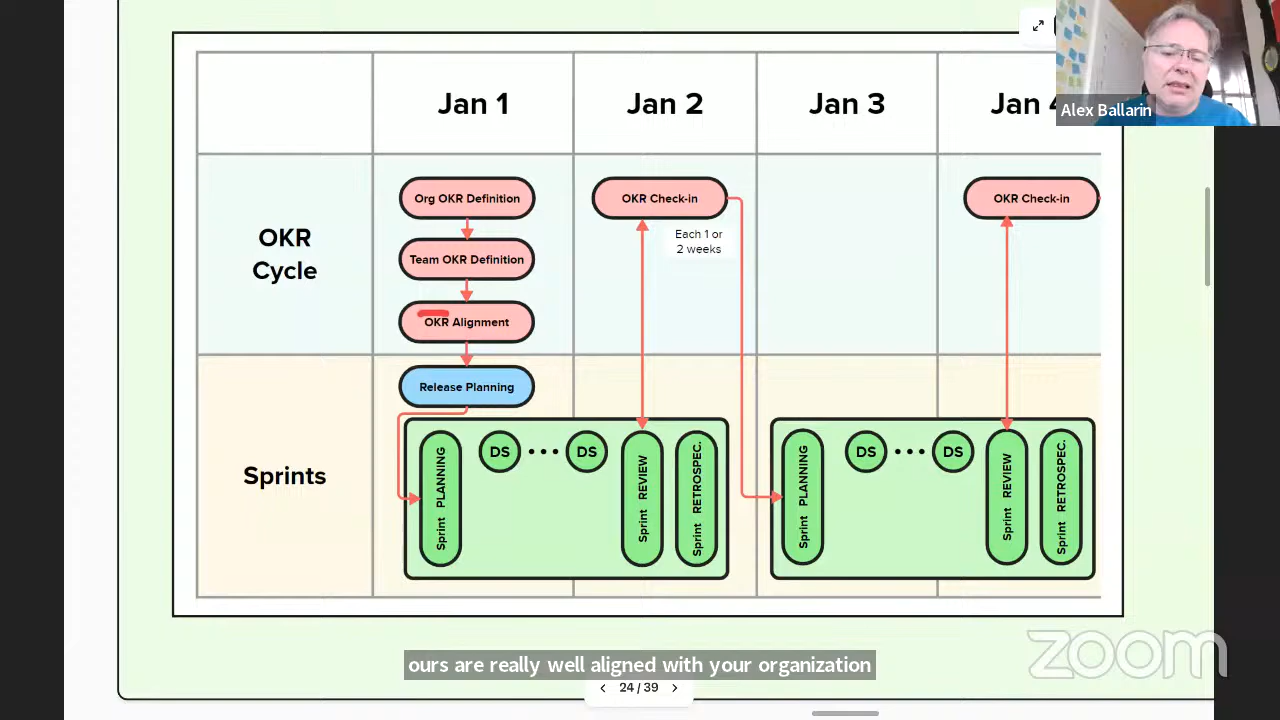 Jan 1
Jan 2
Jan 3
Jan 4
Alex Ballarin
OKR
Cycle
Org OKR Definition
Team OKR Definition
OKR Alignment
OKR Check-in
Each 1 or
2 weeks
OKR Check-in
Sprints
Release Planning
Sprint PLANNING
DS
DS
Sprint REVIEW
Sprint RETROSPEC.
Sprint PLANNING
DS
DS
Sprint REVIEW
Sprint RETROSPEC.
ours are really well aligned with your organization
24 / 39
zoom